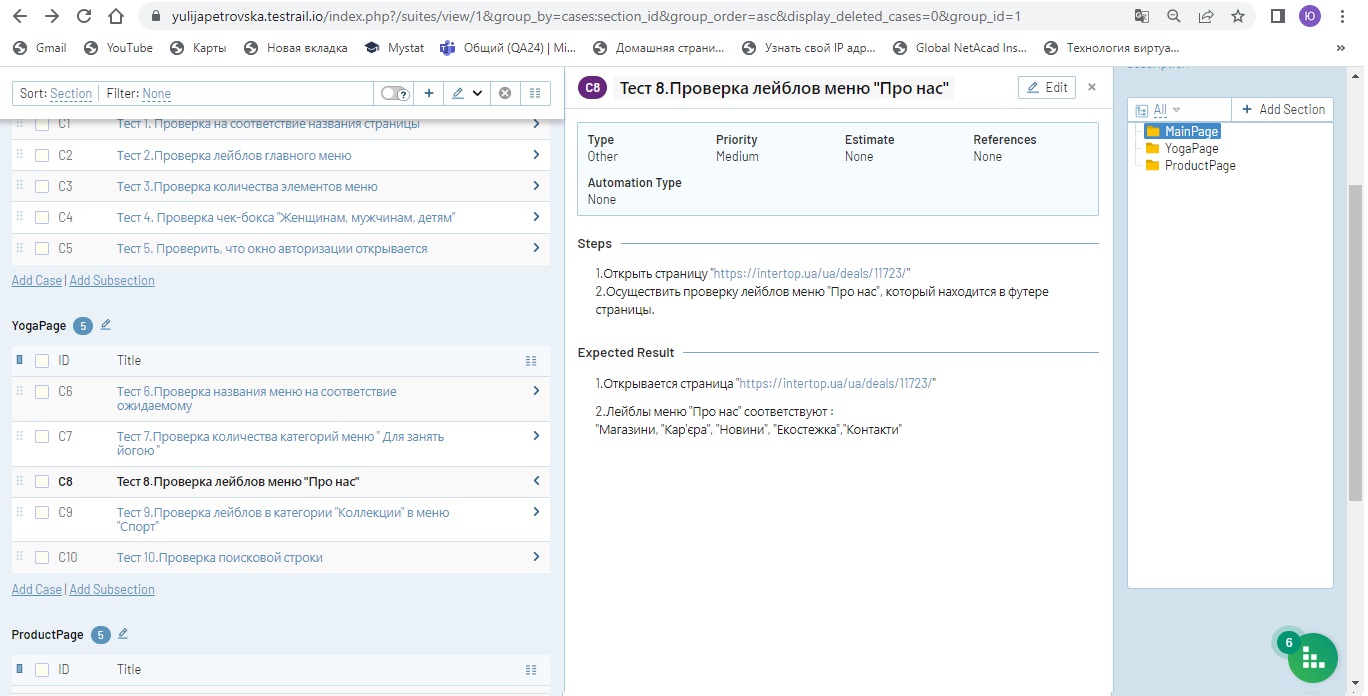 yulijapetrovska.testrail.io/index.php?/suites/view/1&group_by=cases:section_id&group_order=asc&display_deleted_cases=0&group_id=1
Ю
Gmail YouTube Карты Новая вкладка Mystat Общий (QA24) | Mi... Домашняя страни... Узнать свой IP адр... Global NetAcad Ins... Технология виртуа... »
Sort: Section Filter: None
?
C1 Тест 1. Проверка на соответствие названия страницы
C2 Тест 2.Проверка лейблов главного меню
C3 Тест 3.Проверка количества элементов меню
C4 Тест 4. Проверка чек-бокса "Женщинам, мужчинам, детям"
C5 Тест 5. Проверить, что окно авторизации открывается
Add Case | Add Subsection
YogaPage 5
ID Title
C6 Тест 6.Проверка названия меню на соответствие
ожидаемому
C7 Тест 7.Проверка количества категорий меню " Для занять
йогою "
C8 Тест 8.Проверка лейблов меню "Про нас"
C9 Тест 9.Проверка лейблов в категории "Коллекции" в меню
"Спорт"
C10 Тест 10.Проверка поисковой строки
Add Case | Add Subsection
ProductPage 5
ID Title
C8 Тест 8.Проверка лейблов меню "Про нас"
Edit ×
Type Priority Estimate References
Other Medium None None
Automation Type
None
Steps
1.Открыть страницу "https://intertop.ua/ua/deals/11723/"
2.Осуществить проверку лейблов меню "Про нас", который находится в футере
страницы.
Expected Result
1.Открывается страница "https://intertop.ua/ua/deals/11723/"
2.Лейблы меню "Про нас" соответствуют :
"Магазини, "Кар'єра", "Новини", "Екостежка","Контакти"
All + Add Section
MainPage
YogaPage
ProductPage
6